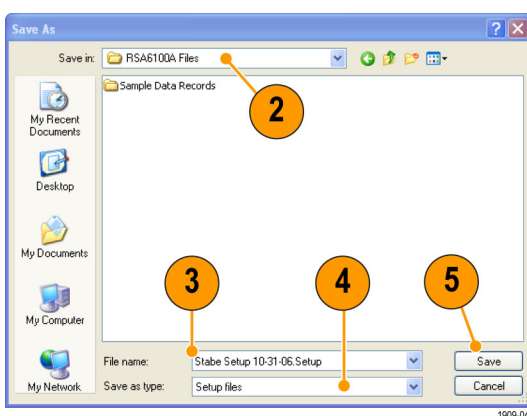 Save As
Save in: RSA6100A Files
2
Sample Data Records
My Recent
Documents
Desktop
My Documents
My Computer
My Network
3
4
5
File name: Stabe Setup 10-31-06.Setup Save
Save as type: Setup files Cancel